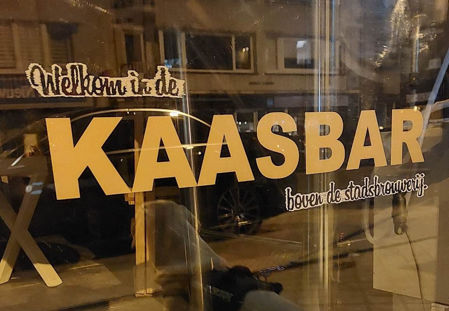 Welkom in de
KAASBAR
boven de stadsbrouwerij.